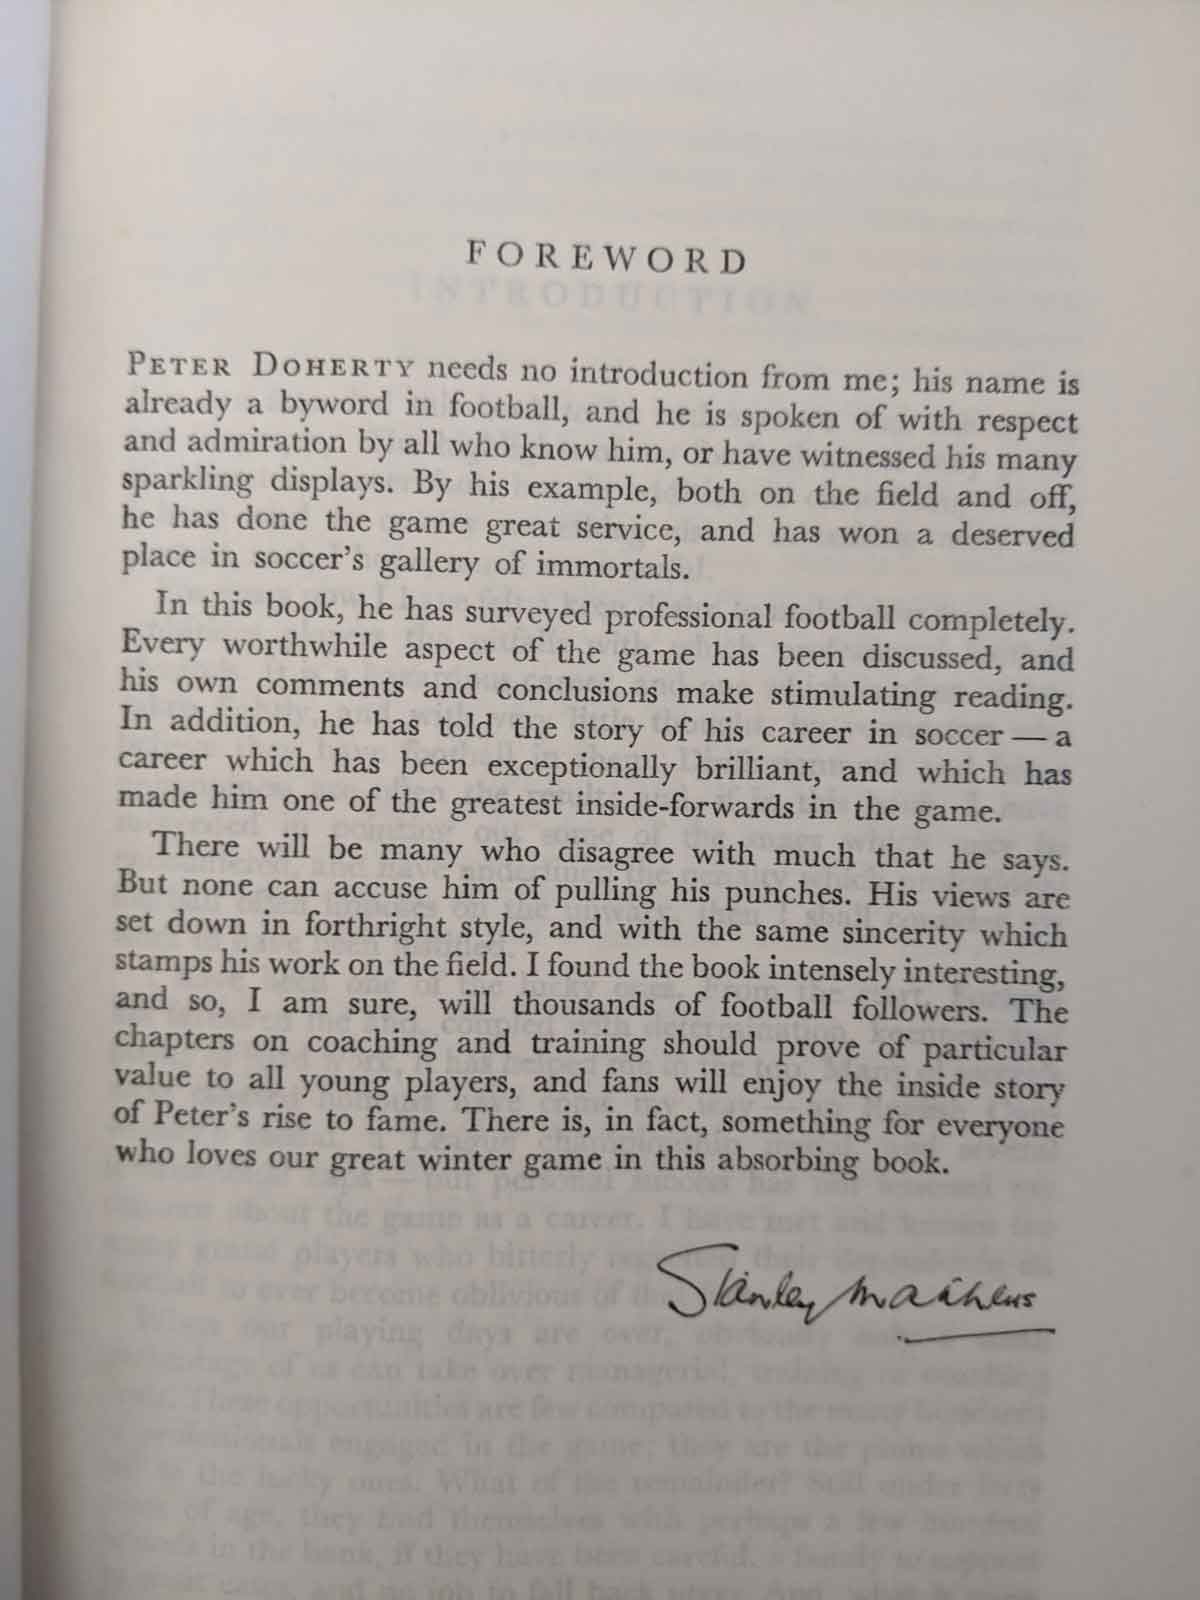 FOREWORD
INTRODUCTION
PETER DOHERTY needs no introduction from me; his name is
already a byword in football, and he is spoken of with respect
and admiration by all who know him, or have witnessed his many
sparkling displays. By his example, both on the field and off,
he has done the game great service, and has won a deserved
place in soccer's gallery of immortals.
In this book, he has surveyed professional football completely.
Every worthwhile aspect of the game has been discussed, and
his own comments and conclusions make stimulating reading.
In addition, he has told the story of his career in soccer — a
career which has been exceptionally brilliant, and which has
made him one of the greatest inside-forwards in the game.
There will be many who disagree with much that he says.
But none can accuse him of pulling his punches. His views are
set down in forthright style, and with the same sincerity which
stamps his work on the field. I found the book intensely interesting,
and so, I am sure, will thousands of football followers. The
chapters on coaching and training should prove of particular
value to all young players, and fans will enjoy the inside story
of Peter's rise to fame. There is, in fact, something for everyone
who loves our great winter game in this absorbing book.
Stanley Matthews